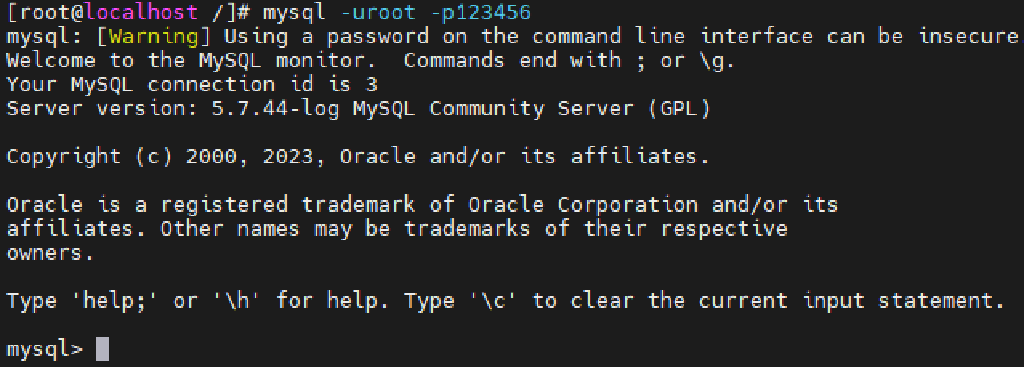 [root@localhost /]# mysql -uroot -p123456
mysql: [Warning] Using a password on the command line interface can be insecure
Welcome to the MySQL monitor.  Commands end with ; or \g.
Your MySQL connection id is 3
Server version: 5.7.44-log MySQL Community Server (GPL)
Copyright (c) 2000, 2023, Oracle and/or its affiliates.
Oracle is a registered trademark of Oracle Corporation and/or its
affiliates. Other names may be trademarks of their respective
owners.
Type 'help;' or '\h' for help. Type '\c' to clear the current input statement.
mysql>